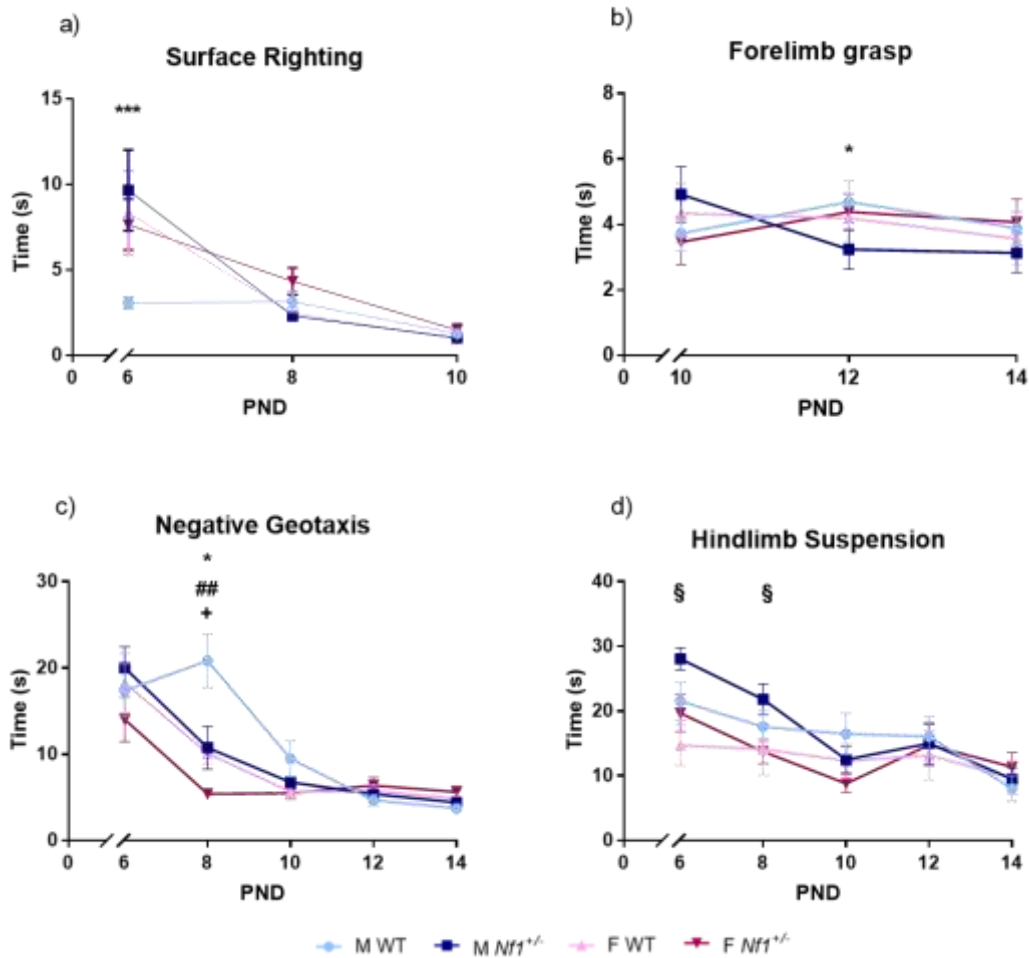 a)
Surface Righting
***
Time (s)
15
10
5
0
0 6 8 10
PND
b)
Forelimb grasp
*
Time (s)
8
6
4
2
0
0 10 12 14
PND
c)
Negative Geotaxis
*
##
+
Time (s)
30
20
10
0
0 6 8 10 12 14
PND
d)
Hindlimb Suspension
§ §
Time (s)
40
30
20
10
0
0 6 8 10 12 14
PND
M WT M Nf1+/- F WT F Nf1+/-